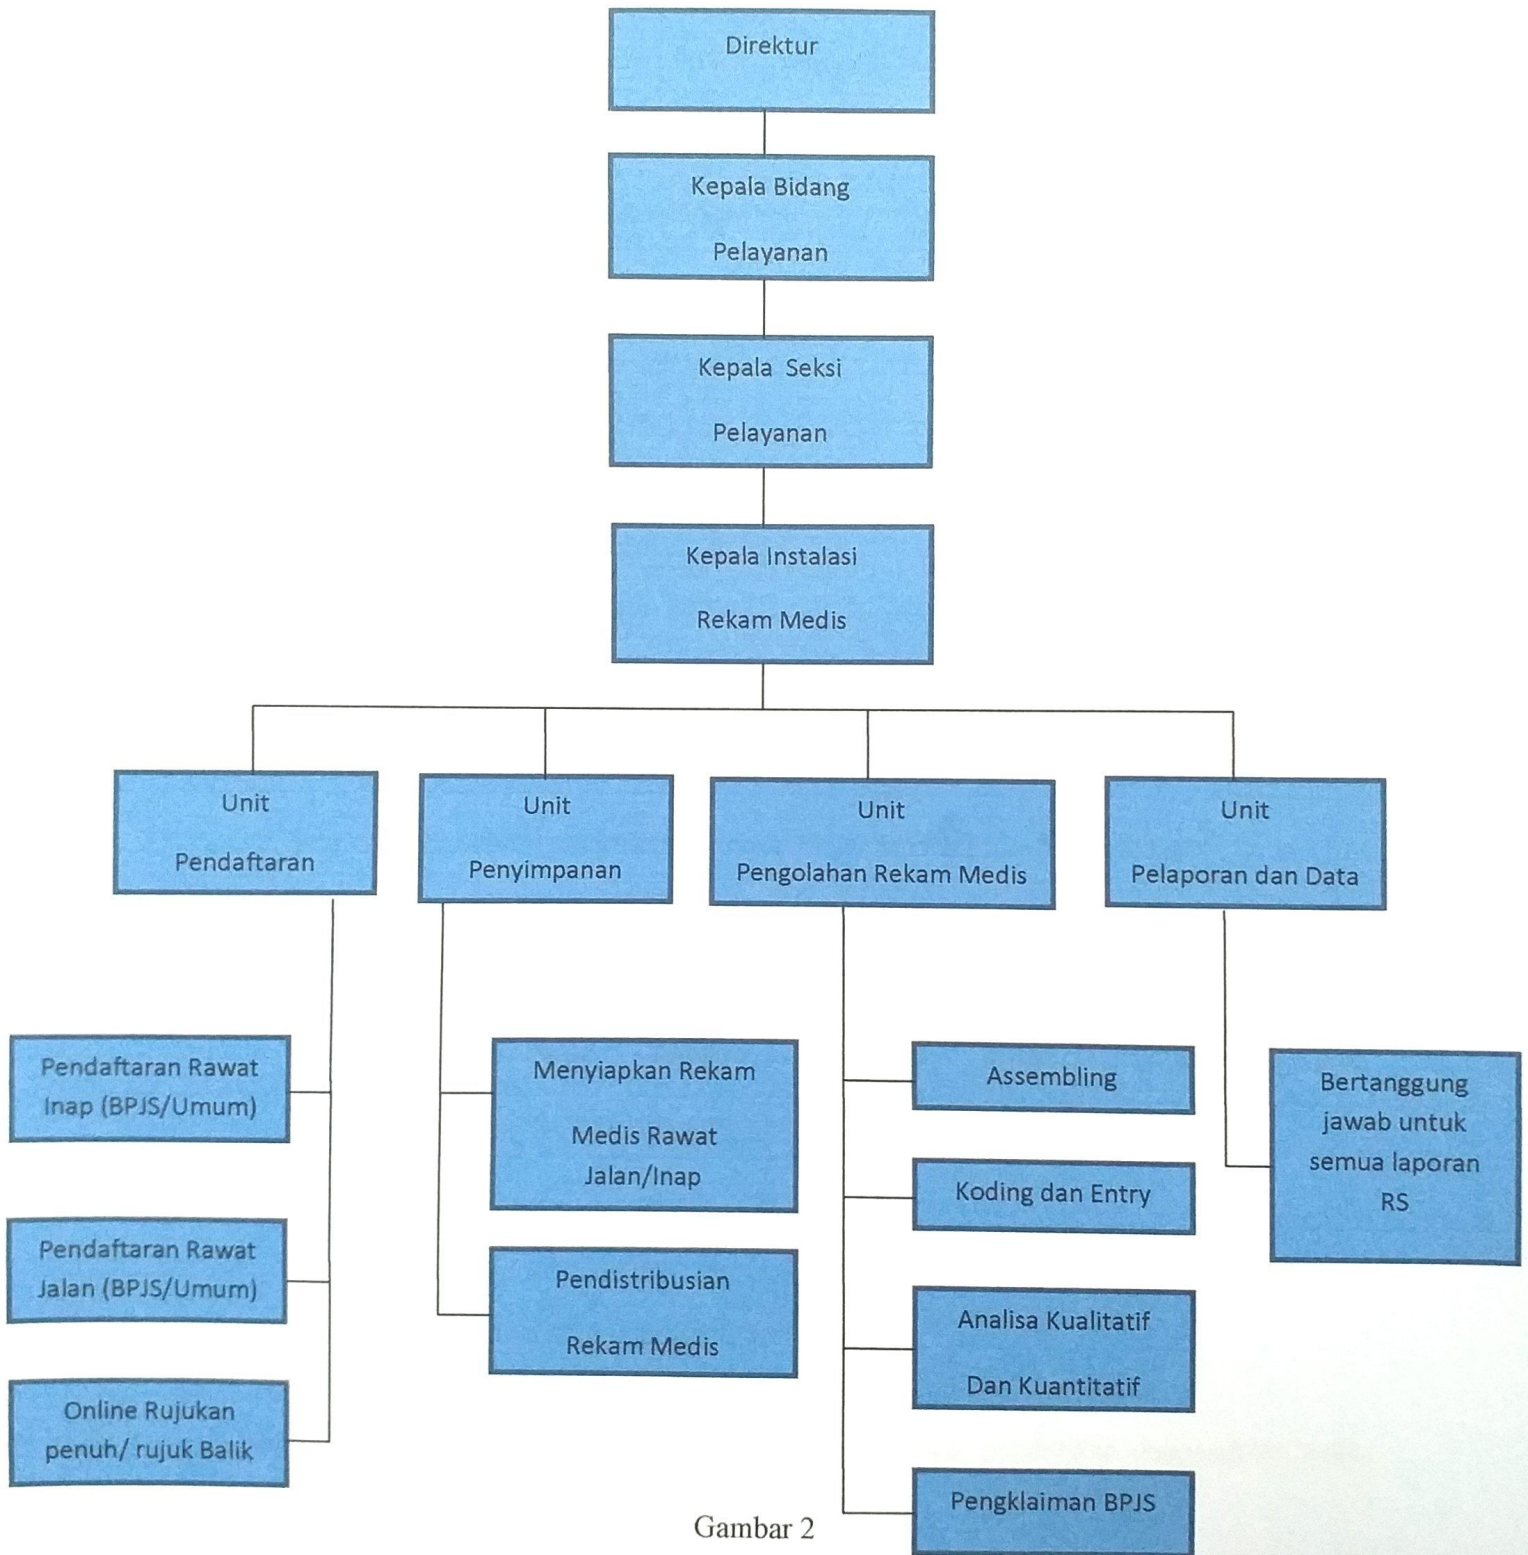 Direktur
Kepala Bidang
Pelayanan
Kepala Seksi
Pelayanan
Kepala Instalasi
Rekam Medis
Unit
Pendaftaran
Unit
Penyimpanan
Unit
Pengolahan Rekam Medis
Unit
Pelaporan dan Data
Pendaftaran Rawat
Inap (BPJS/Umum)
Pendaftaran Rawat
Jalan (BPJS/Umum)
Online Rujukan
penuh/ rujuk Balik
Menyiapkan Rekam
Medis Rawat
Jalan/Inap
Pendistribusian
Rekam Medis
Assembling
Koding dan Entry
Analisa Kualitatif
Dan Kuantitatif
Pengklaiman BPJS
Bertanggung
jawab untuk
semua laporan
RS
Gambar 2